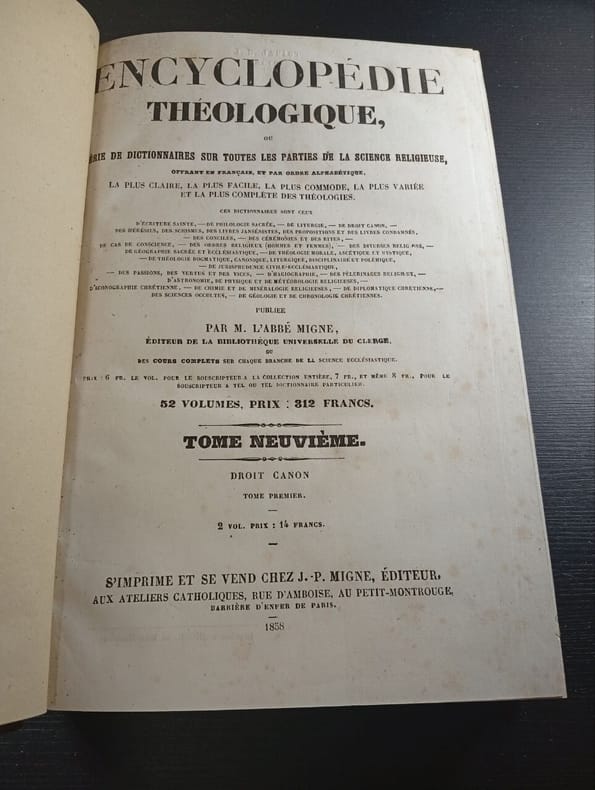 ENCYCLOPÉDIE
THÉOLOGIQUE,
OU
ÉRIE DE DICTIONNAIRES SUR TOUTES LES PARTIES DE LA SCIENCE RELIGIEUSE,
OFFRANT EN FRANÇAIS, ET PAR ORDRE ALPHABÉTIQUE,
LA PLUS CLAIRE, LA PLUS FACILE, LA PLUS COMMODE, LA PLUS VARIÉE
ET LA PLUS COMPLÈTE DES THÉOLOGIES.
CES DICTIONNAIRES SONT CEUX
D'ÉCRITURE SAINTE, — DE PHILOLOGIE SACRÉE, — DE LITURGIE, — DE DROIT CANON, —
DES HÉRÉSIES, DES SCHISMES, DES LIVRES JANSÉNISTES, DES PROPOSITIONS ET DES LIVRES CONDAMNÉS,
— DES CONCILES, — DES CÉRÉMONIES ET DES RITES, —
DE CAS DE CONSCIENCE, — DES ORDRES RELIGIEUX (HOMMES ET FEMMES), — DES DIVERSES RELIGIONS, —
DE GÉOGRAPHIE SACRÉE ET ECCLÉSIASTIQUE, — DE THÉOLOGIE MORALE, ASCÉTIQUE ET MYSTIQUE,
— DE THÉOLOGIE DOGMATIQUE, CANONIQUE, LITURGIQUE, DISCIPLINAIRE ET POLÉMIQUE,
— DE JURISPRUDENCE CIVILE-ECCLÉSIASTIQUE,
— DES PASSIONS, DES VERTUS ET DES VICES, — D'HAGIOGRAPHIE, — DES PÈLERINAGES RELIGIEUX, —
D'ASTRONOMIE, DE PHYSIQUE ET DE MÉTÉOROLOGIE RELIGIEUSES, —
D'ICONOGRAPHIE CHRÉTIENNE, — DE CHIMIE ET DE MINÉRALOGIE RELIGIEUSES, — DE DIPLOMATIQUE CHRÉTIENNE, —
DES SCIENCES OCCULTES, — DE GÉOLOGIE ET DE CHRONOLOGIE CHRÉTIENNES.
PUBLIÉE
PAR M. L'ABBÉ MIGNE,
ÉDITEUR DE LA BIBLIOTHÈQUE UNIVERSELLE DU CLERGÉ,
OU
DES COURS COMPLETS SUR CHAQUE BRANCHE DE LA SCIENCE ECCLÉSIASTIQUE.
PRIX : 6 FR. LE VOL. POUR LE SOUSCRIPTEUR A LA COLLECTION ENTIÈRE, 7 FR., ET MÊME 8 FR., POUR LE
SOUSCRIPTEUR A TEL OU TEL DICTIONNAIRE PARTICULIER.
52 VOLUMES, PRIX : 312 FRANCS.
TOME NEUVIÈME.
DROIT CANON
TOME PREMIER.
2 VOL. PRIX : 14 FRANCS.
S'IMPRIME ET SE VEND CHEZ J.-P. MIGNE, ÉDITEUR,
AUX ATELIERS CATHOLIQUES, RUE D'AMBOISE, AU PETIT-MONTROUGE,
BARRIÈRE D'ENFER DE PARIS.
1858